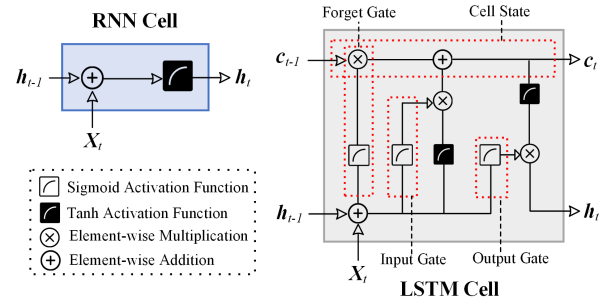 RNN Cell
h_{t-1}
h_t
X_t
Sigmoid Activation Function
Tanh Activation Function
Element-wise Multiplication
Element-wise Addition
Forget Gate
Cell State
c_{t-1}
c_t
h_{t-1}
h_t
X_t
Input Gate
Output Gate
LSTM Cell